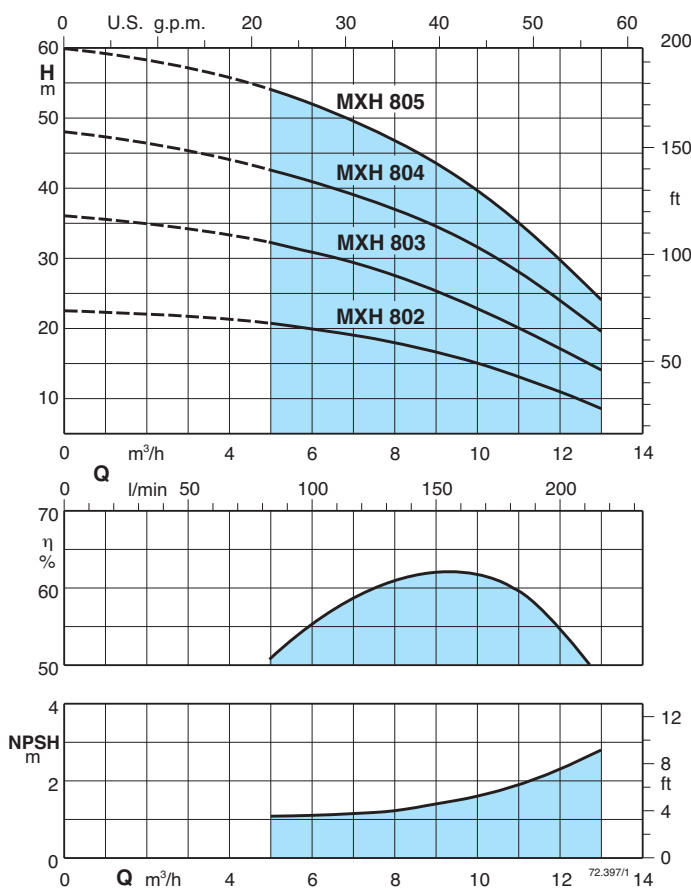 0 U.S. g.p.m. 20 30 40 50 60
60 200
H
m
MXH 805
50
MXH 804
150
40
ft
MXH 803
30 100
MXH 802
20
50
10
0 m³/h 4 6 8 10 12 14
Q
0 l/min 50 100 150 200
70
η
%
60
50
4
12
NPSH
m
8
2
ft
4
0 0
72.397/1
0 Q m³/h 4 6 8 10 12 14